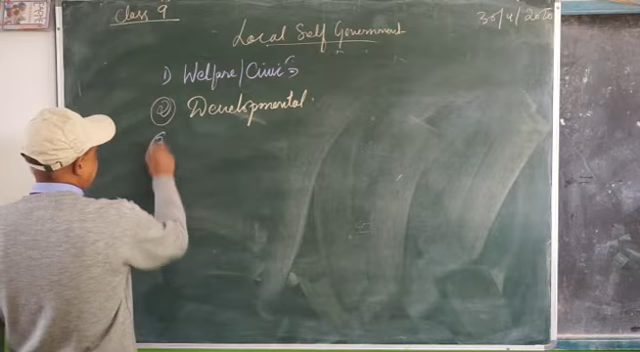 Class 9
30/4/2020
Local Self Government
1) Welfare/Civic's
2) Developmental.